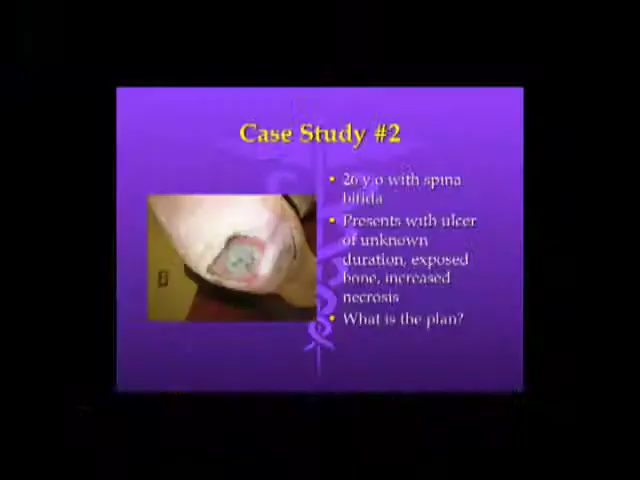 Case Study #2
• 26 y o with spina
bifida
• Presents with ulcer
of unknown
duration, exposed
bone, increased
necrosis
• What is the plan?